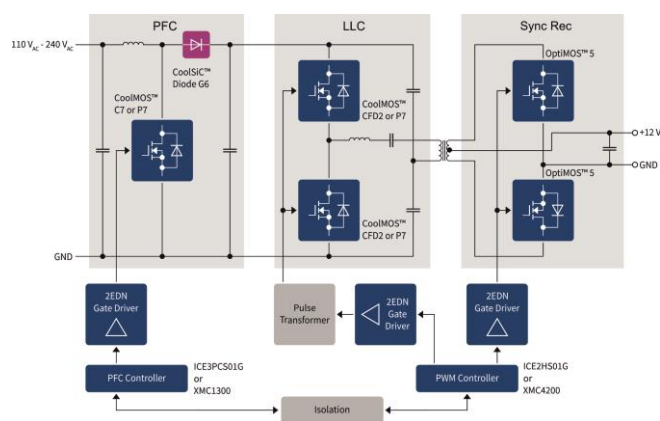 PFC
LLC
Sync Rec
110 VAC - 240 VAC
CoolSiC™
Diode G6
CoolMOS™
C7 or P7
CoolMOS™
CFD2 or P7
CoolMOS™
CFD2 or P7
OptiMOS™ 5
OptiMOS™ 5
+12 V
GND
GND
2EDN
Gate Driver
Pulse
Transformer
2EDN
Gate
Driver
2EDN
Gate Driver
PFC Controller
ICE3PCS01G
or
XMC1300
PWM Controller
ICE2HS01G
or
XMC4200
Isolation